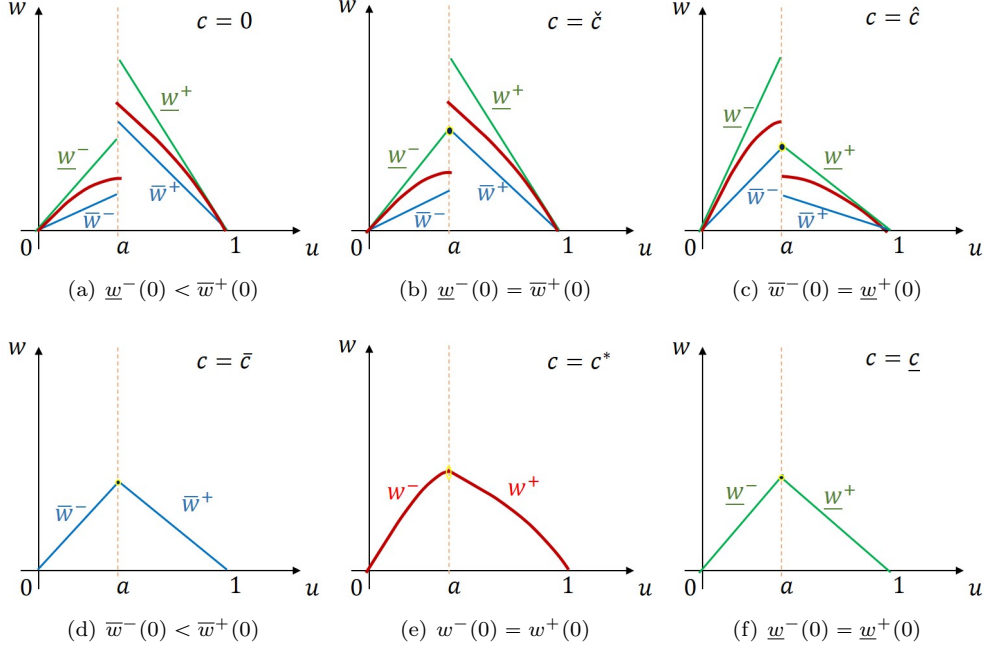 w
c = 0
w̲⁺
w̲⁻
w̅⁺
w̅⁻
0
a
1
u
(a) w̲⁻(0) < w̅⁺(0)
w
c = č
w̲⁺
w̲⁻
w̅⁺
w̅⁻
0
a
1
u
(b) w̲⁻(0) = w̅⁺(0)
w
c = ĉ
w̲⁻
w̲⁺
w̅⁻
w̅⁺
0
a
1
u
(c) w̅⁻(0) = w̲⁺(0)
w
c = c̄
w̅⁻
w̅⁺
0
a
1
u
(d) w̅⁻(0) < w̅⁺(0)
w
c = c*
w⁻
w⁺
0
a
1
u
(e) w⁻(0) = w⁺(0)
w
c = c̲
w̲⁻
w̲⁺
0
a
1
u
(f) w̲⁻(0) = w̲⁺(0)